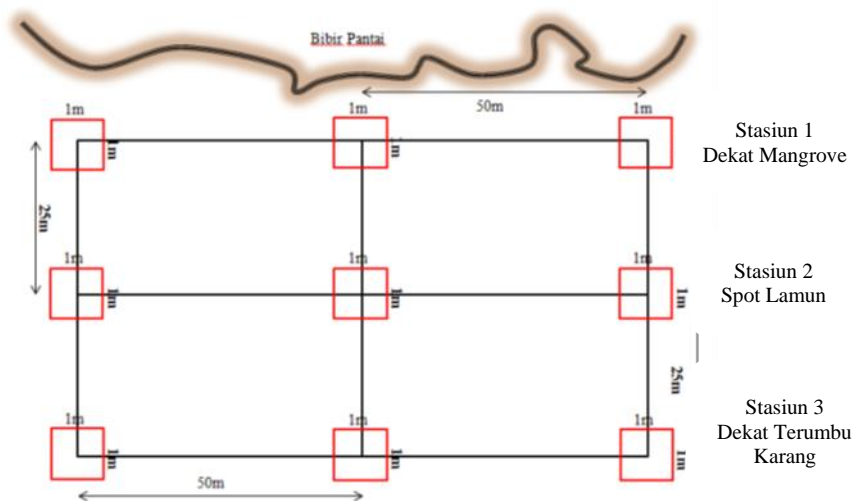 Bibir Pantai
50m
1m
1m
1m
1m
1m
Stasiun 1
Dekat Mangrove
25m
1m
1m
1m
1m
1m
1m
Stasiun 2
Spot Lamun
25m
1m
1m
1m
1m
1m
1m
Stasiun 3
Dekat Terumbu
Karang
50m